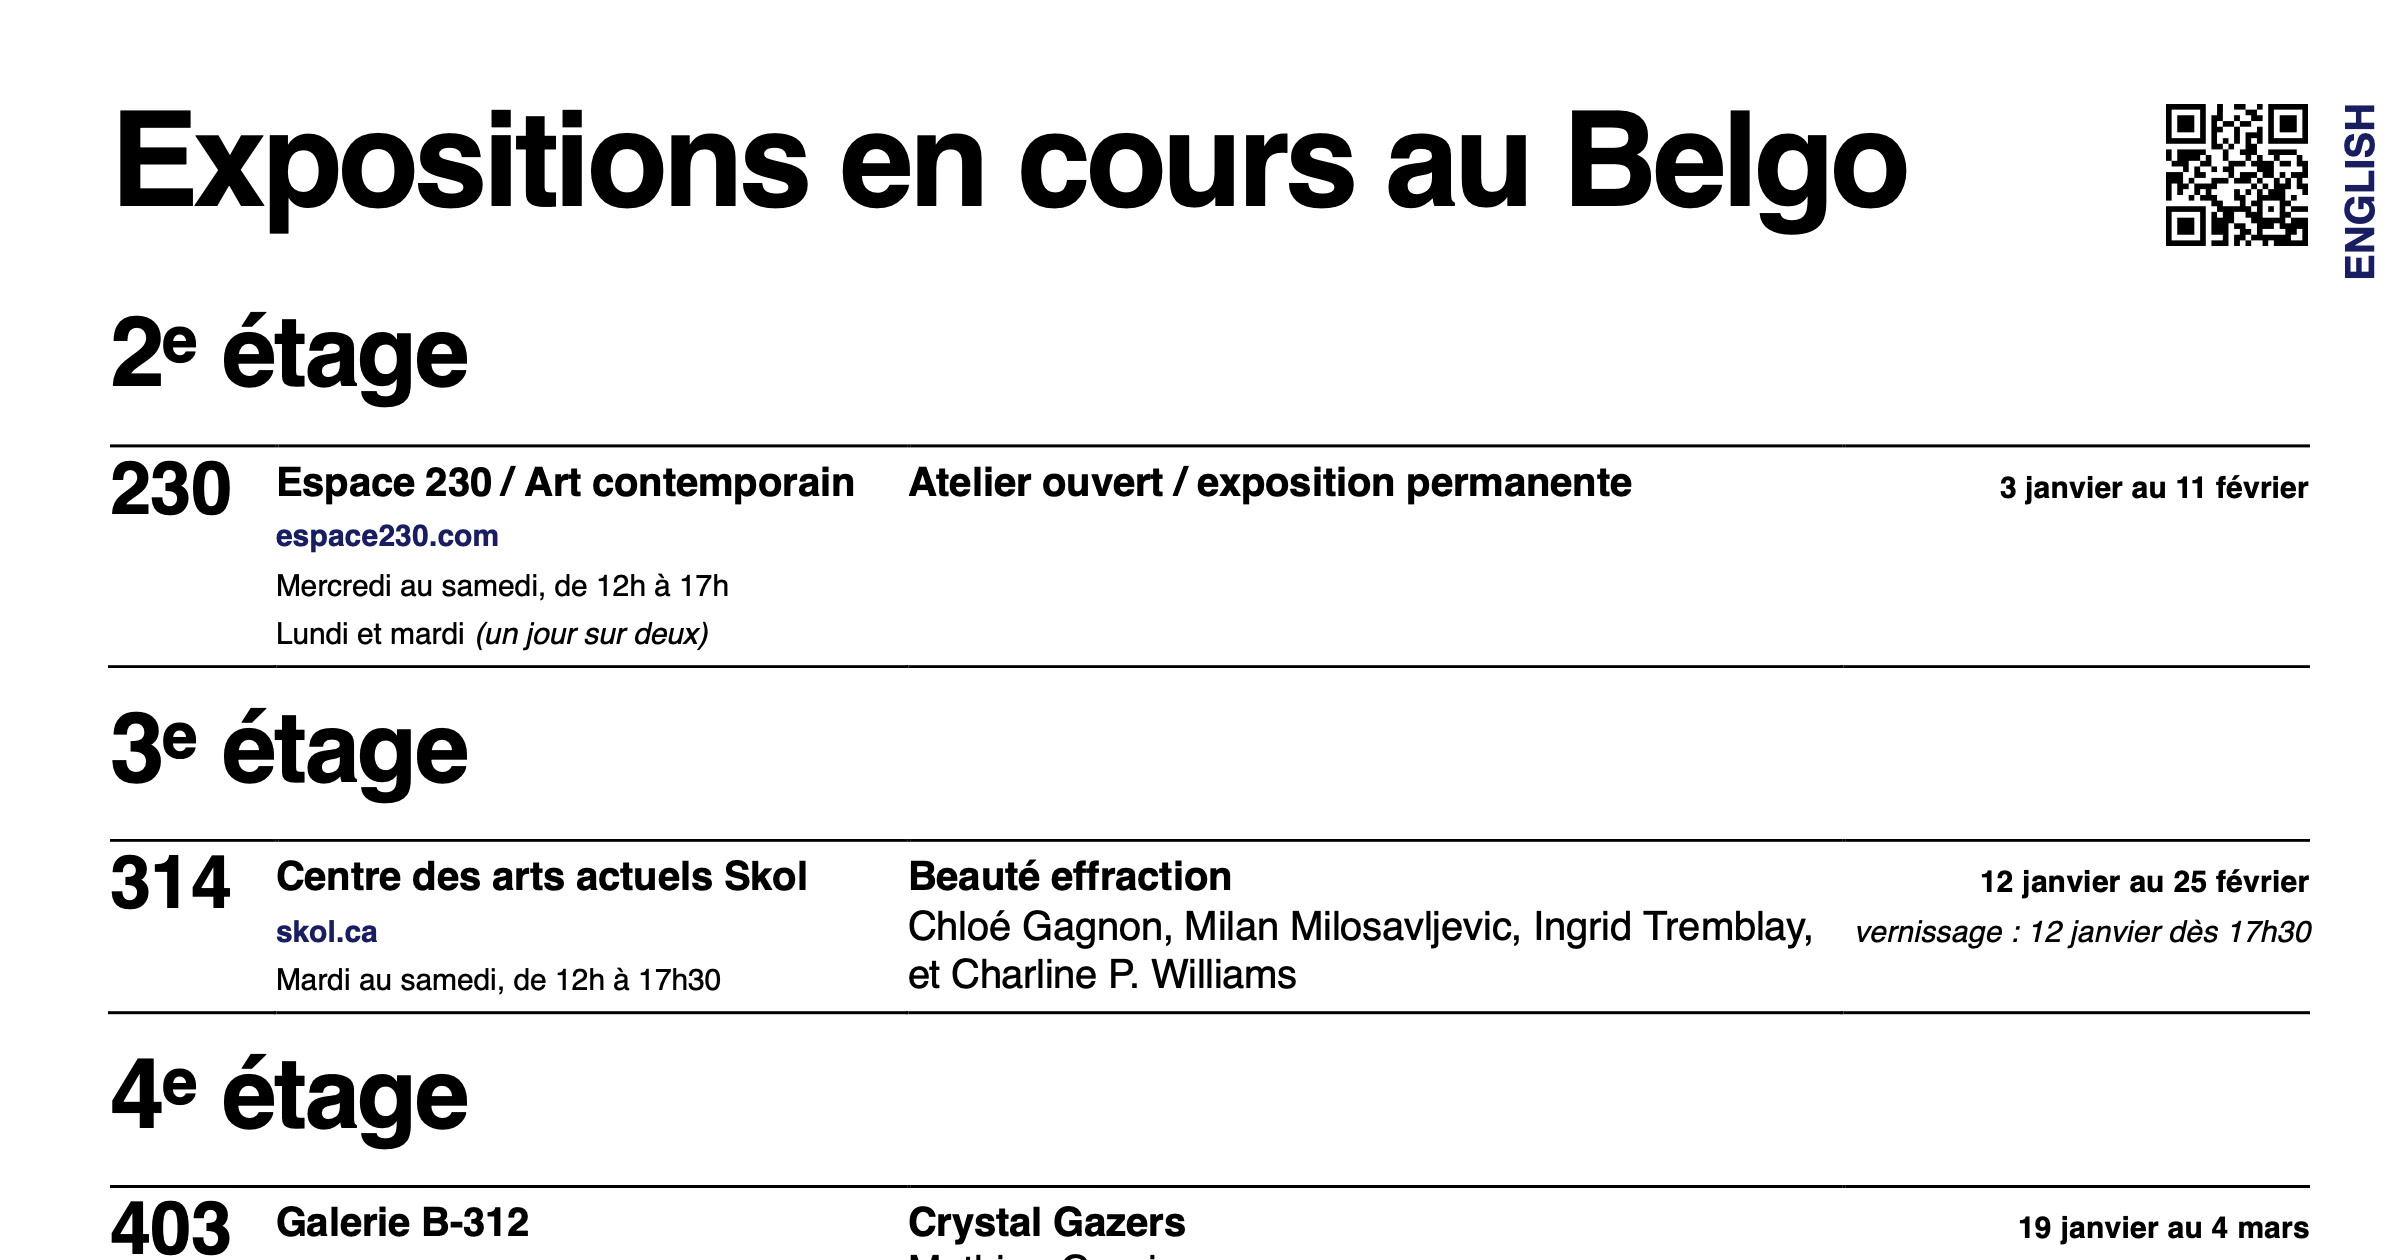 Expositions en cours au Belgo
ENGLISH
2e étage
230 Espace 230 / Art contemporain Atelier ouvert / exposition permanente 3 janvier au 11 février
espace230.com
Mercredi au samedi, de 12h à 17h
Lundi et mardi (un jour sur deux)
3e étage
314 Centre des arts actuels Skol Beauté effraction 12 janvier au 25 février
skol.ca Chloé Gagnon, Milan Milosavljevic, Ingrid Tremblay, vernissage : 12 janvier dès 17h30
Mardi au samedi, de 12h à 17h30 et Charline P. Williams
4e étage
403 Galerie B-312 Crystal Gazers 19 janvier au 4 mars